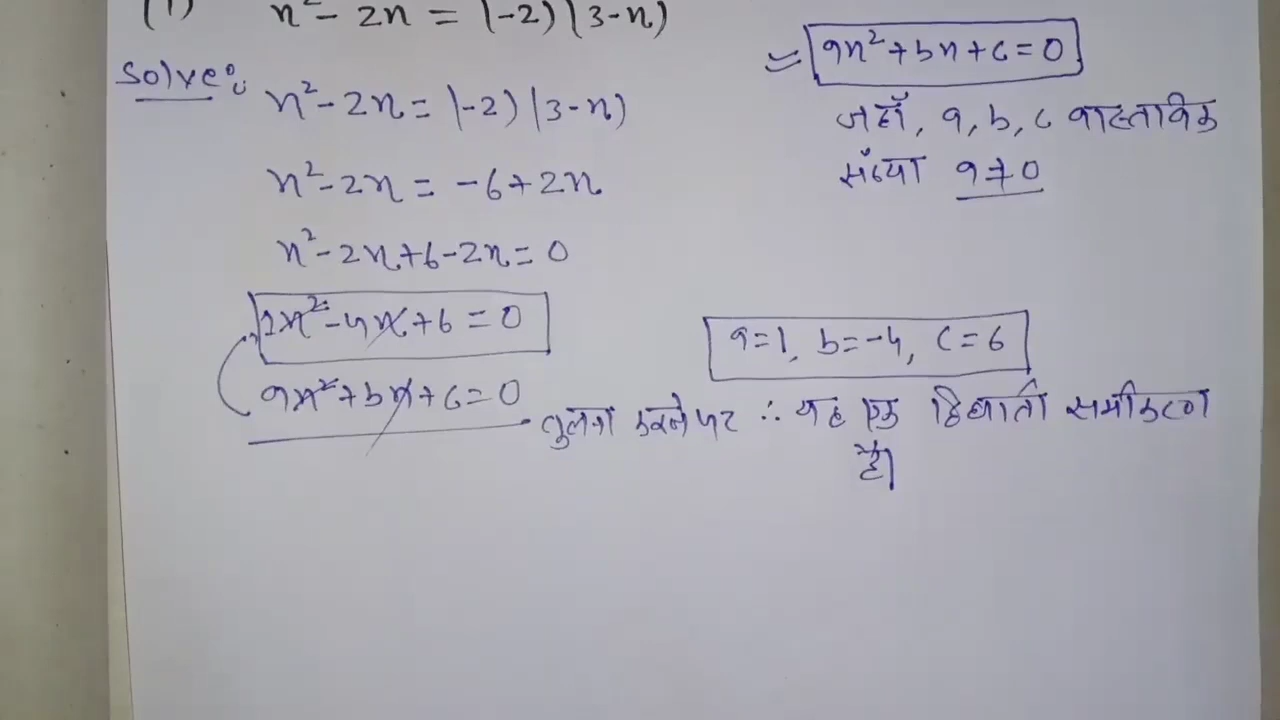 (i) x² - 2x = (-2)(3-x)
Solve:
x² - 2x = (-2)(3-x)
x² - 2x = -6 + 2x
x² - 2x + 6 - 2x = 0
1x² - 4x + 6 = 0
ax² + bx + c = 0
तुलना करने पर
= ax² + bx + c = 0
जहाँ, a, b, c वास्तविक
संख्या a ≠ 0
a = 1, b = -4, c = 6
∴ यह एक द्विघाती समीकरण
है।